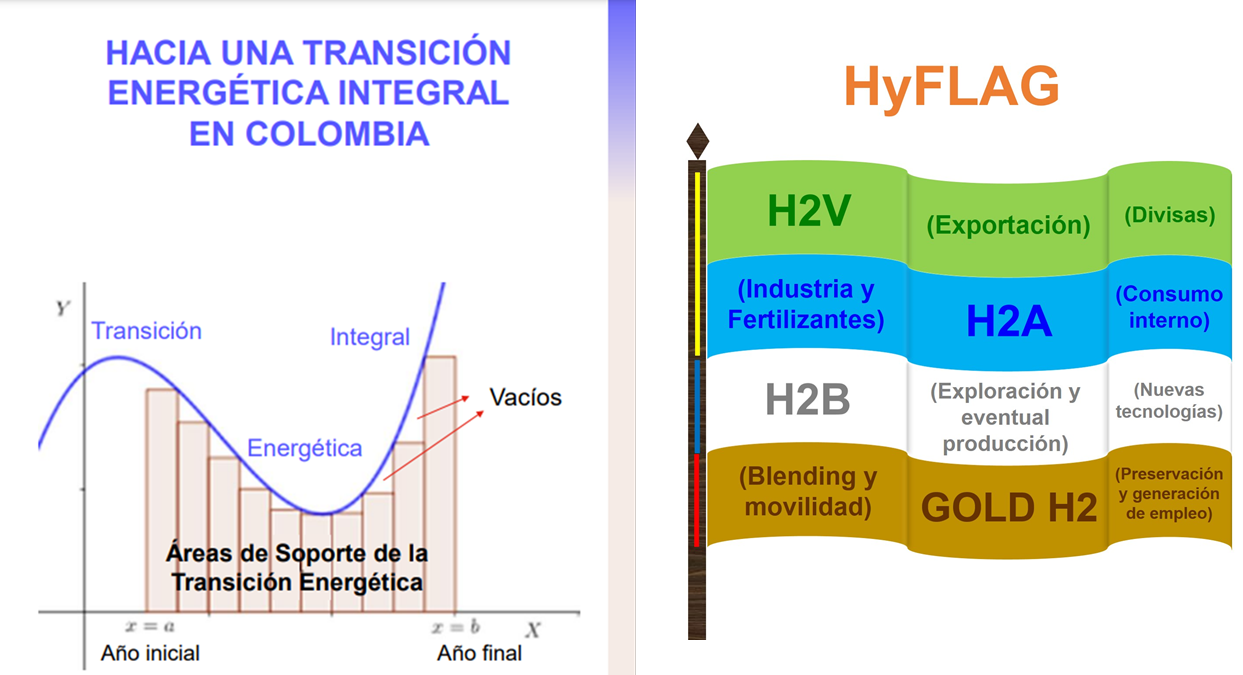 HACIA UNA TRANSICIÓN
ENERGÉTICA INTEGRAL
EN COLOMBIA
Y
Transición
Integral
Vacíos
Energética
Áreas de Soporte de la
Transición Energética
x = a
x = b
X
Año inicial
Año final
HyFLAG
H2V
(Exportación)
(Divisas)
(Industria y
Fertilizantes)
H2A
(Consumo
interno)
H2B
(Exploración y
eventual
producción)
(Nuevas
tecnologías)
(Blending y
movilidad)
GOLD H2
(Preservación
y generación
de empleo)